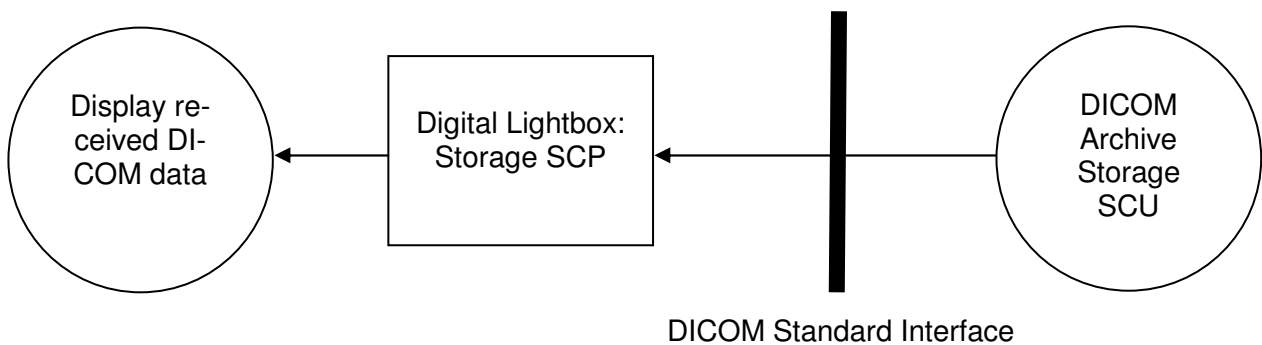 Display re-
ceived DI-
COM data
Digital Lightbox:
Storage SCP
DICOM
Archive
Storage
SCU
DICOM Standard Interface